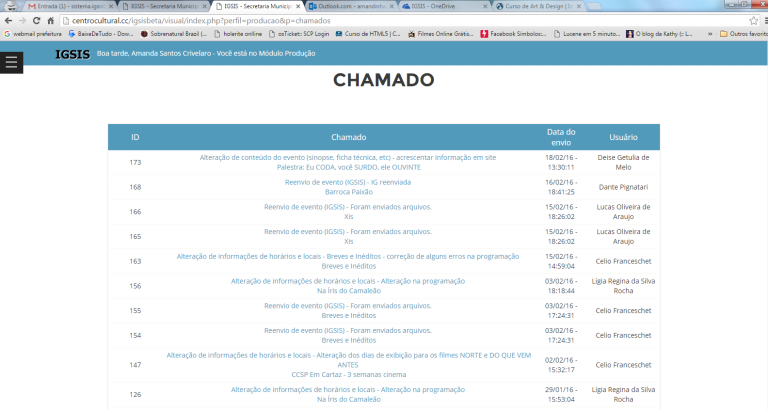 Entrada (1) - osteria.igsis
IGSIS - Secretaria Municip
IGSIS - Secretaria Municip
Outlook.com - amandinh
IGSIS - OneDrive
Curso de Art & Design (3
centrocultural.cc/igsisbeta/visual/index.php?perfil=producao&p=chamados
webmail prefeitura
BaixeDeTudo - Dow...
Sobrenatural Brazil (...
holerite onlline
osTicket: SCP Login
Curso de HTML5 | C...
Filmes Online Grátis...
Facebook Simbolos:...
Lucene em 5 minuto...
O blog da Kathy (: L...
»
Outros favorito
IGSIS Boa tarde, Amanda Santos Crivelaro - Você está no Módulo Produção
CHAMADO
ID Chamado Data do envio Usuário
173 Alteração de conteúdo do evento (sinopse, ficha técnica, etc) - acrescentar informação em site 18/02/16 - Deise Getulia de
Palestra: Eu CODA, você SURDO, ele OUVINTE 13:30:11 Melo
168 Reenvio de evento (IGSIS) - IG reenviada 16/02/16 - Dante Pignatari
Barroca Paixão 18:41:25
166 Reenvio de evento (IGSIS) - Foram enviados arquivos. 15/02/16 - Lucas Oliveira de
Xis 18:26:02 Araujo
165 Reenvio de evento (IGSIS) - Foram enviados arquivos. 15/02/16 - Lucas Oliveira de
Xis 18:26:02 Araujo
163 Alteração de informações de horários e locais - Breves e Inéditos - correção de alguns erros na programação 15/02/16 - Celio Franceschet
Breves e Inéditos 14:59:04
156 Alteração de informações de horários e locais - Alteração na programação 03/02/16 - Ligia Regina da Silva
Na Íris do Camaleão 18:18:44 Rocha
155 Reenvio de evento (IGSIS) - Foram enviados arquivos. 03/02/16 - Celio Franceschet
Breves e Inéditos 17:24:31
154 Reenvio de evento (IGSIS) - Foram enviados arquivos. 03/02/16 - Celio Franceschet
Breves e Inéditos 17:24:31
147 Alteração de informações de horários e locais - Alteração dos dias de exibição para os filmes NORTE e DO QUE VEM 02/02/16 - Celio Franceschet
ANTES 15:32:17
CCSP Em Cartaz - 3 semanas cinema
126 Alteração de informações de horários e locais - Alteração na programação 29/01/16 - Ligia Regina da Silva
Na Íris do Camaleão 15:53:04 Rocha